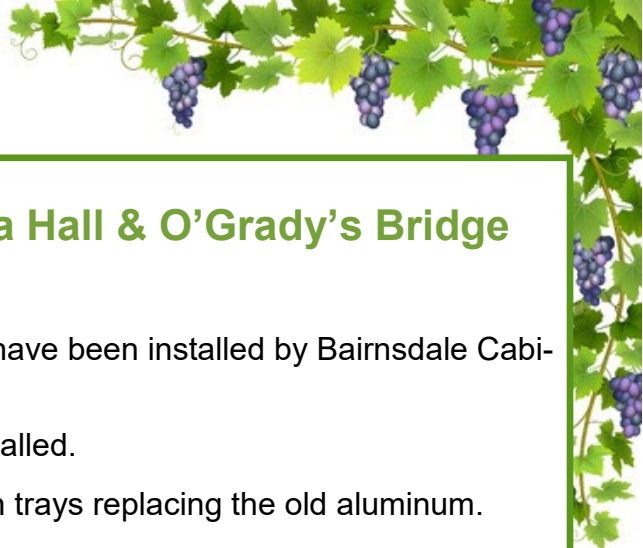 a Hall & O’Grady’s Bridge
have been installed by Bairnsdale Cabi-
alled.
trays replacing the old aluminum.